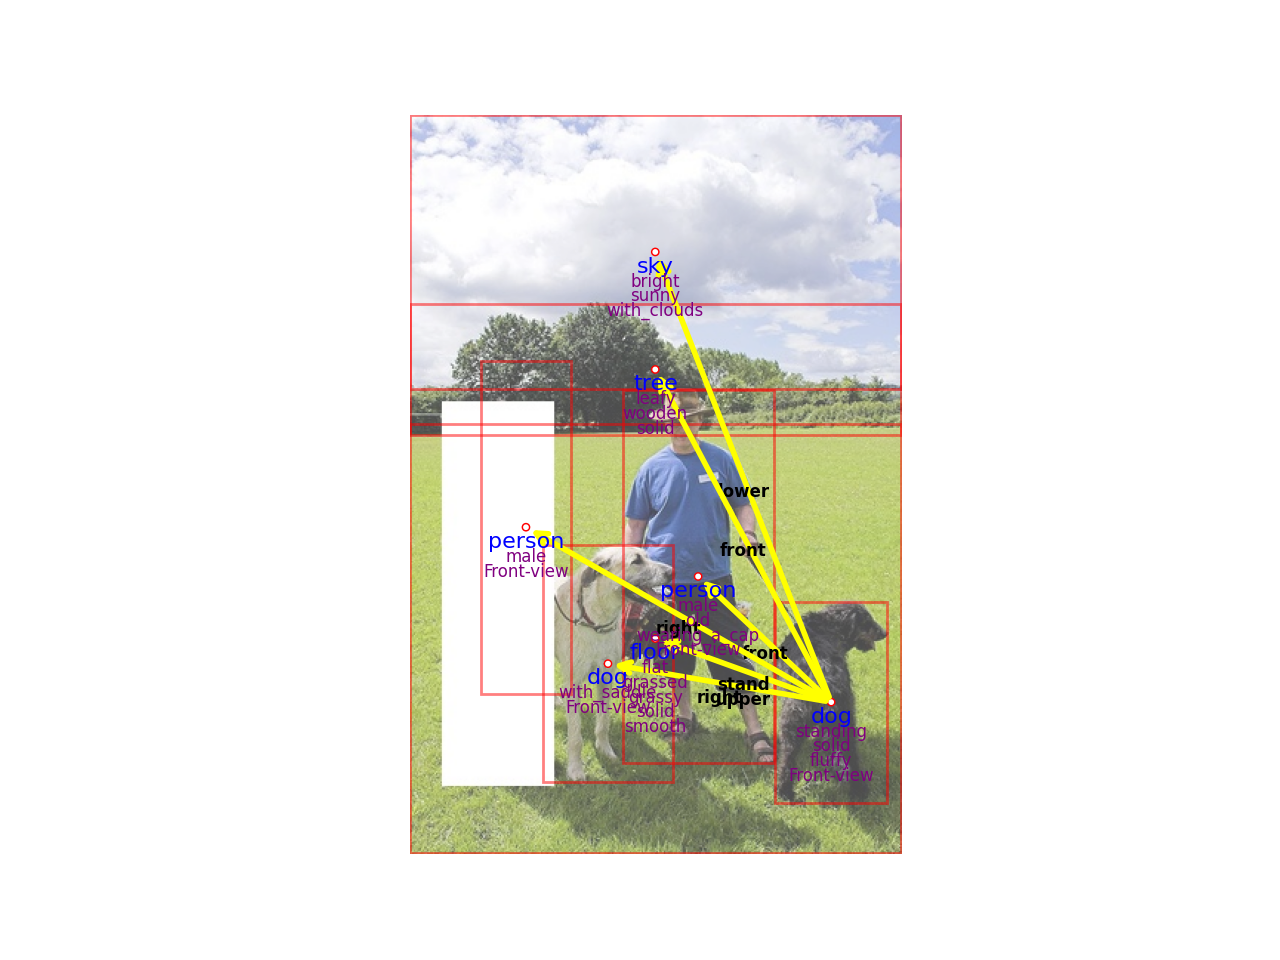 sky
bright
sunny
with_clouds
tree
leafy
wooden
solid
lower
person
male
Front-view
front
person
male
old
wearing_a_cap
Front-view
right
front
floor
flat
grassed
grassy
solid
smooth
dog
with_saddle
Front-view
stand
right
upper
dog
standing
solid
fluffy
Front-view